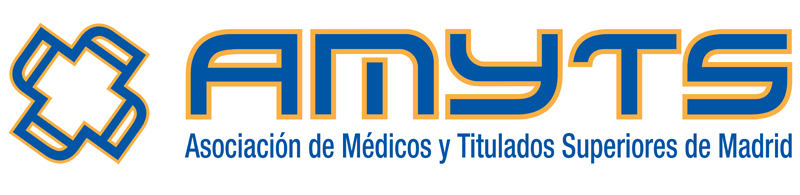 AMYTS
Asociación de Médicos y Titulados Superiores de Madrid